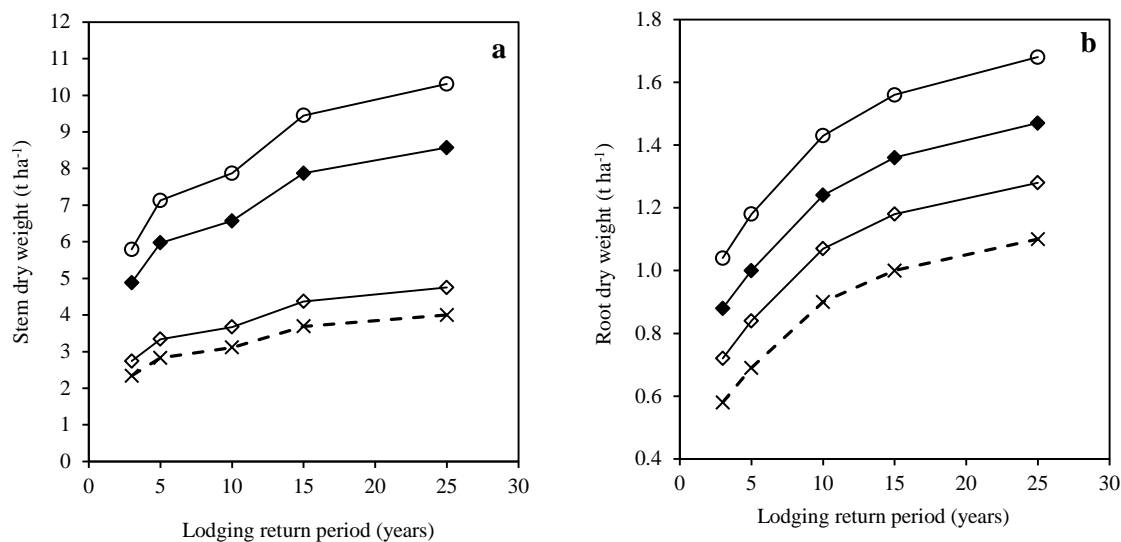 a
Stem dry weight (t ha⁻¹)
12
11
10
9
8
7
6
5
4
3
2
1
0
0 5 10 15 20 25 30
Lodging return period (years)
b
Root dry weight (t ha⁻¹)
1.8
1.6
1.4
1.2
1.0
0.8
0.6
0.4
0 5 10 15 20 25 30
Lodging return period (years)